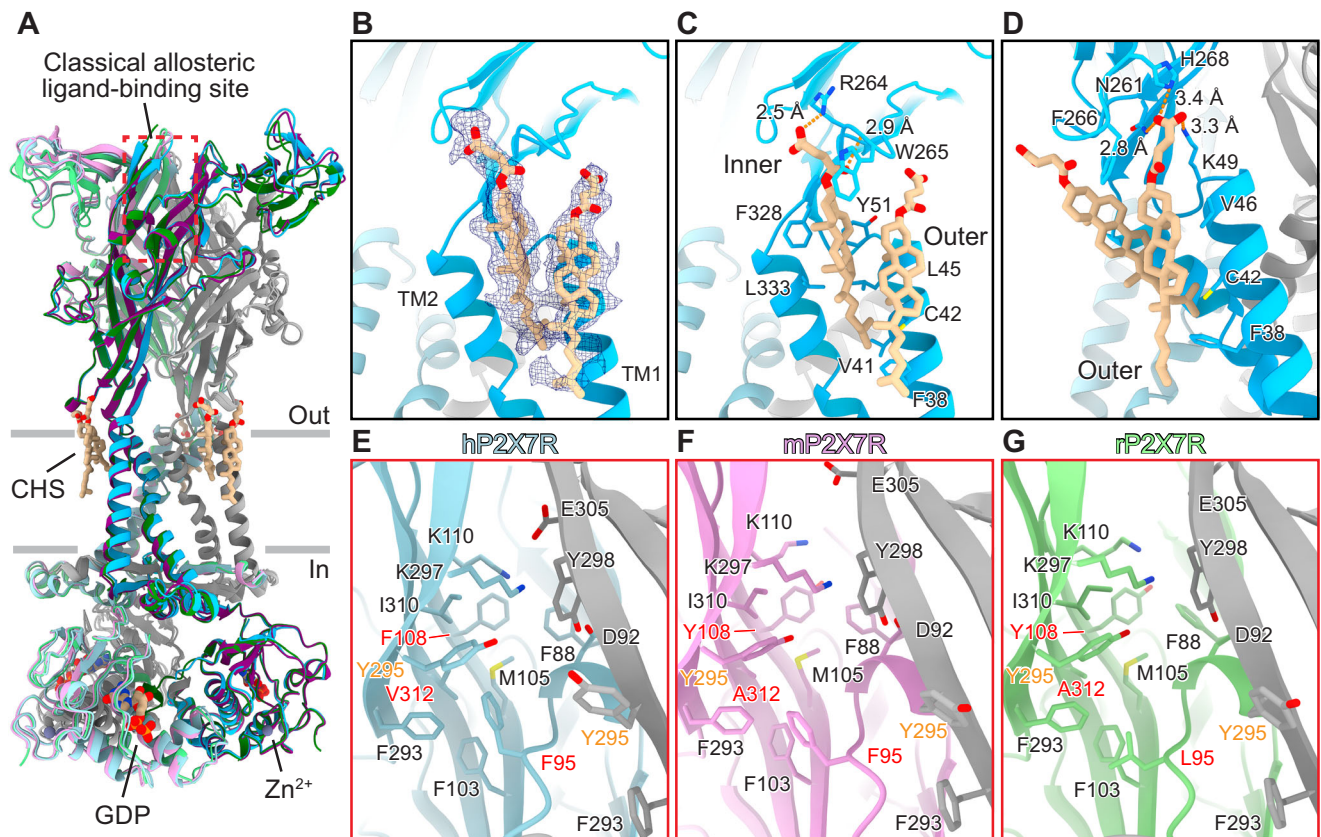 A
Classical allosteric
ligand-binding site
Out
CHS
In
GDP
Zn²⁺
B
TM2
TM1
C
R264
2.5 Å
2.9 Å
W265
Inner
Y51
F328
Outer
L45
L333
C42
V41
F38
D
H268
N261
3.4 Å
F266
3.3 Å
2.8 Å
K49
V46
C42
F38
Outer
E
hP2X7R
E305
K110
Y298
K297
I310
F108
D92
F88
Y295
M105
V312
Y295
F293
F95
F103
F
mP2X7R
E305
K110
Y298
K297
I310
D92
Y108
F88
Y295
M105
A312
Y295
F293
F95
F103
F293
G
rP2X7R
E305
K110
Y298
K297
I310
F88
D92
Y108
Y295
M105
A312
Y295
F293
L95
F103
F293